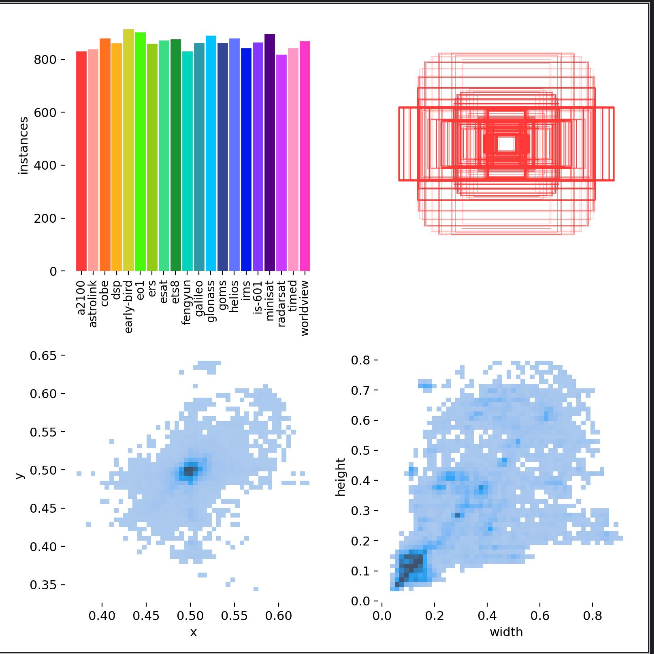 800
600
400
200
0
instances
a2100
astrolink
cobe
dsp
early-bird
eo1
ers
esat
ets8
fengyun
galileo
glonass
goms
helios
irns
is-601
minisat
radarsat
timed
worldview
0.65
0.60
0.55
0.50
0.45
0.40
0.35
y
0.40 0.45 0.50 0.55 0.60
x
0.8
0.7
0.6
0.5
0.4
0.3
0.2
0.1
0.0
height
0.0 0.2 0.4 0.6 0.8
width